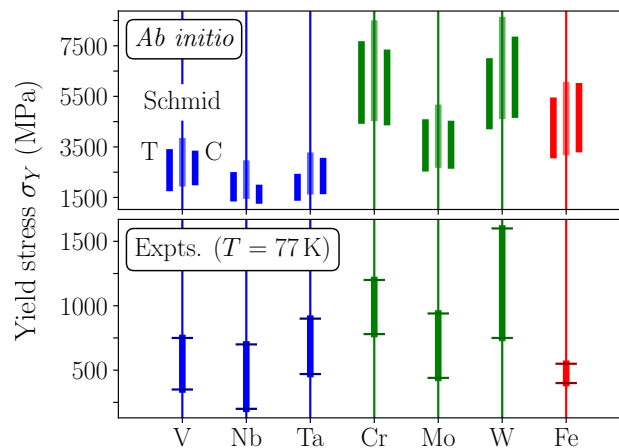 Yield stress σ_Y (MPa)
Ab initio
7500
5500
3500
1500
Schmid
T C
Expts. (T = 77 K)
1500
1000
500
V Nb Ta Cr Mo W Fe